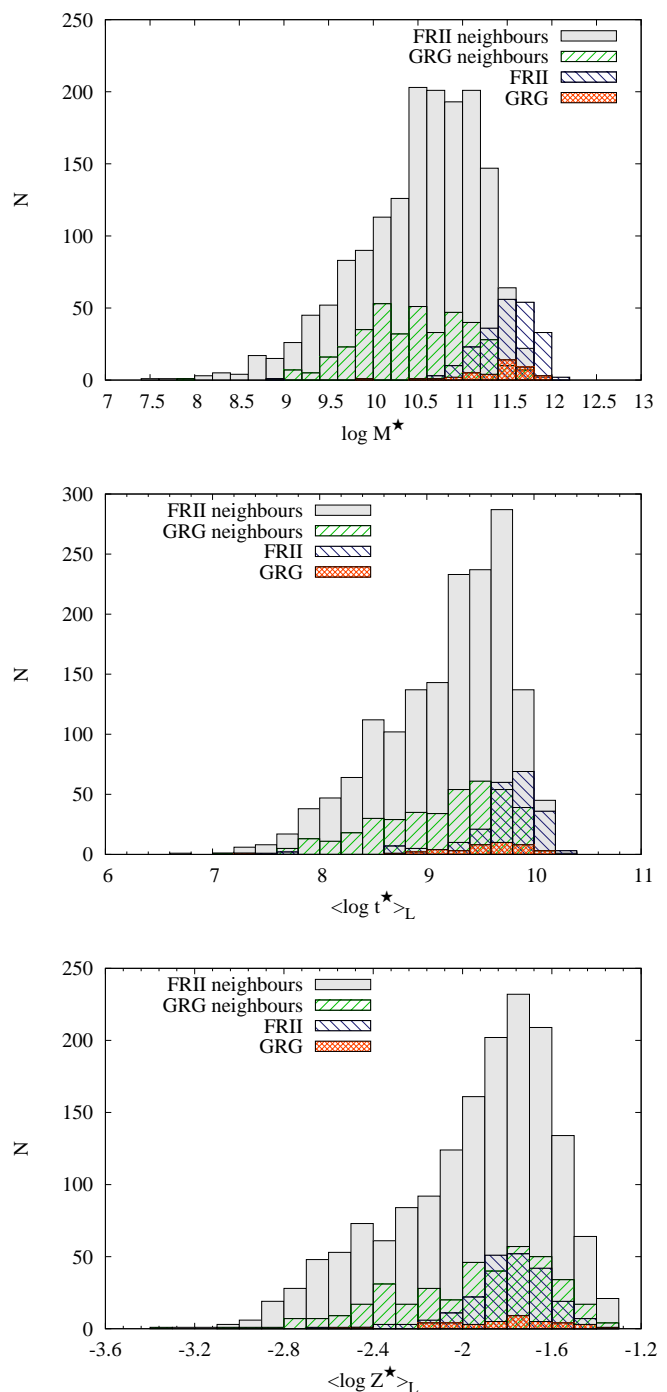 250
200
150
100
50
0
N
FRII neighbours
GRG neighbours
FRII
GRG
7 7.5 8 8.5 9 9.5 10 10.5 11 11.5 12 12.5 13
log M★
300
250
200
150
100
50
0
N
FRII neighbours
GRG neighbours
FRII
GRG
6 7 8 9 10 11
<log t★>L
250
200
150
100
50
0
N
FRII neighbours
GRG neighbours
FRII
GRG
-3.6 -3.2 -2.8 -2.4 -2 -1.6 -1.2
<log Z★>L